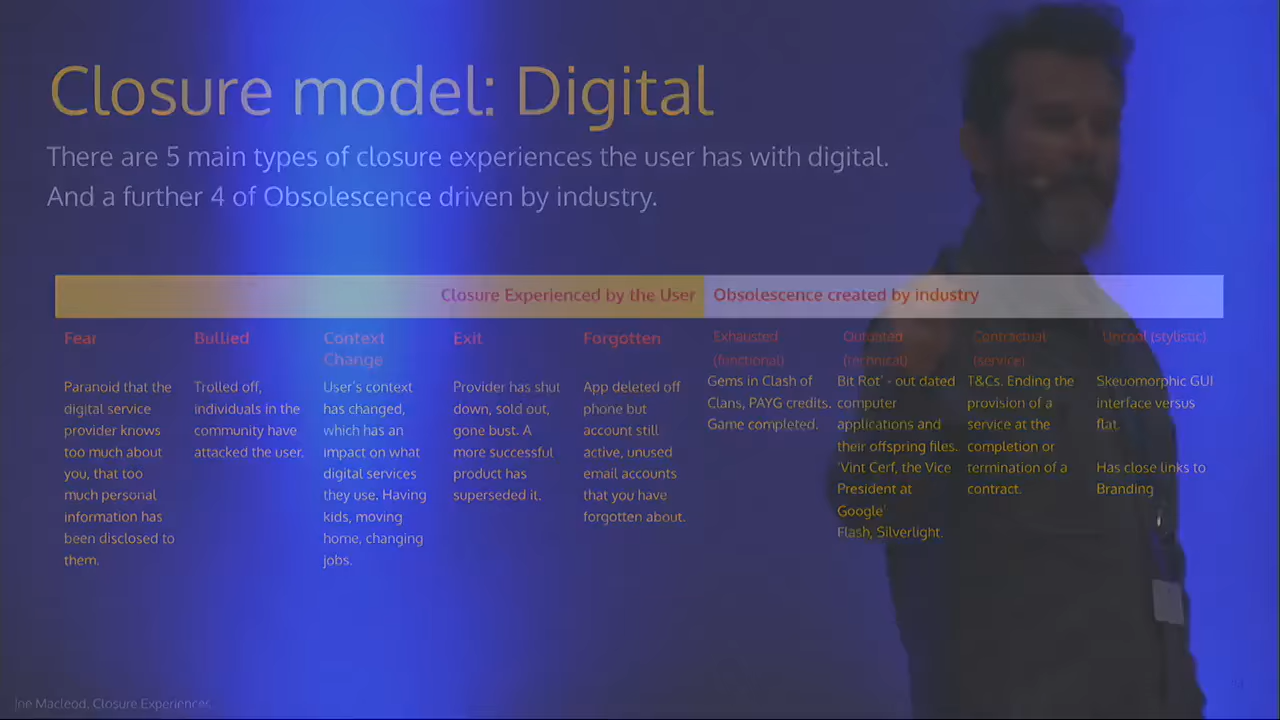 Closure model: Digital
There are 5 main types of closure experiences the user has with digital.
And a further 4 of Obsolescence driven by industry.
Closure Experienced by the User
Obsolescence created by industry
Fear
Paranoid that the
digital service
provider knows
too much about
you, that too
much personal
information has
been disclosed to
them.
Bullied
Trolled off,
individuals in the
community have
attacked the user.
Context
Change
User's context
has changed,
which has an
impact on what
digital services
they use. Having
kids, moving
home, changing
jobs.
Exit
Provider has shut
down, sold out,
gone bust. A
more successful
product has
superseded it.
Forgotten
App deleted off
phone but
account still
active, unused
email accounts
that you have
forgotten about.
Exhausted
(functional)
Gems in Clash of
Clans, PAYG credits.
Game completed.
Outdated
(technical)
Bit Rot' - out dated
computer
applications and
their offspring files.
'Vint Cerf, the Vice
President at
Google'
Flash, Silverlight.
Contractual
(service)
T&Cs. Ending the
provision of a
service at the
completion or
termination of a
contract.
Uncool (stylistic)
Skeuomorphic GUI
interface versus
flat.
Has close links to
Branding
Joe Macleod. Closure Experiences.